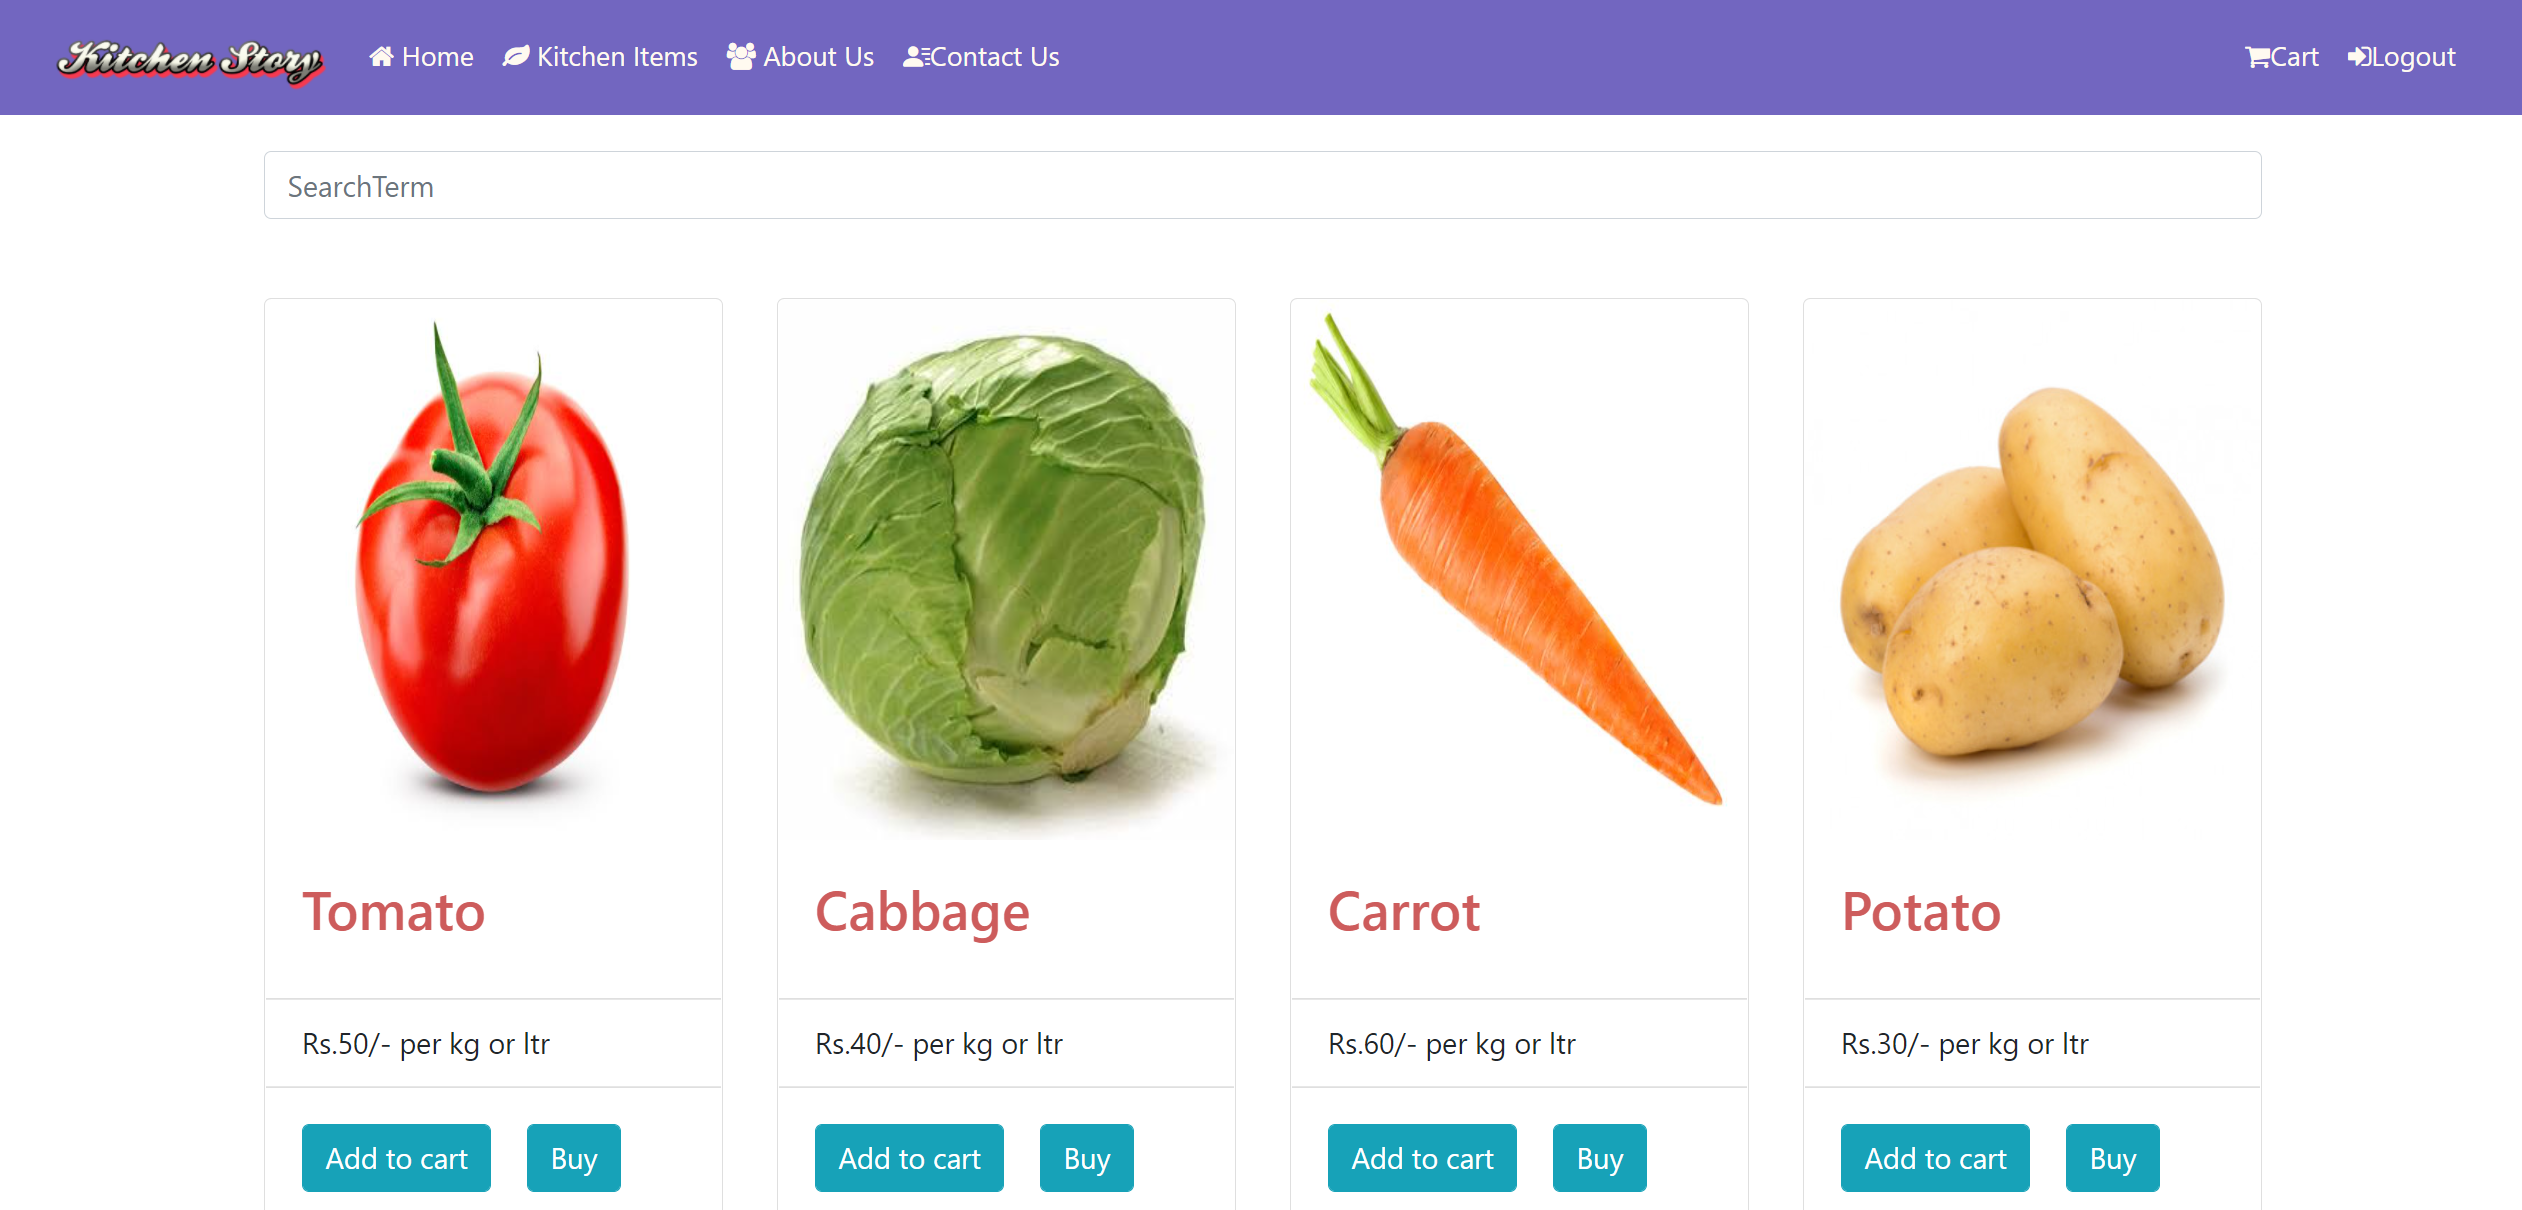 Kitchen Story Home Kitchen Items About Us Contact Us Cart Logout
SearchTerm
Tomato Cabbage Carrot Potato
Rs.50/- per kg or ltr Rs.40/- per kg or ltr Rs.60/- per kg or ltr Rs.30/- per kg or ltr
Add to cart Buy Add to cart Buy Add to cart Buy Add to cart Buy